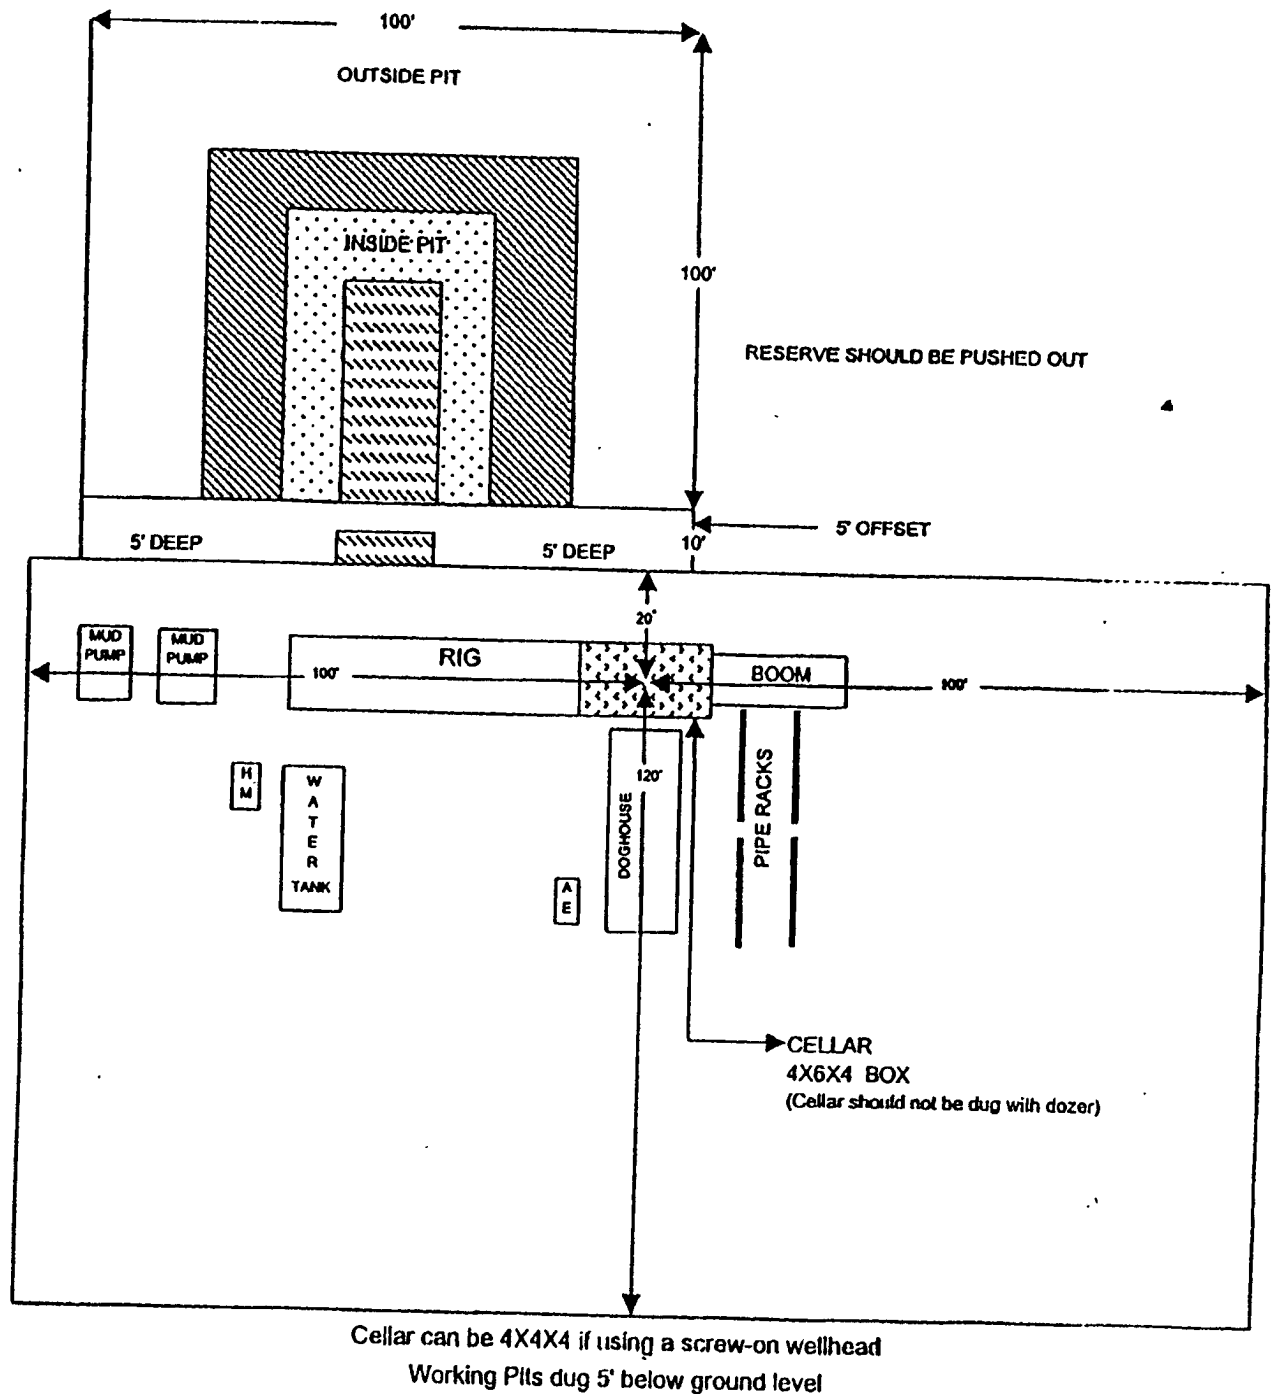 100'
OUTSIDE PIT
INSIDE PIT
100'
RESERVE SHOULD BE PUSHED OUT
5' OFFSET
5' DEEP
5' DEEP
10'
20'
MUD
PUMP
MUD
PUMP
RIG
BOOM
100'
100'
H
M
W
A
T
E
R
TANK
A
E
DOGHOUSE
120'
PIPE RACKS
CELLAR
4X6X4 BOX
(Cellar should not be dug with dozer)
Cellar can be 4X4X4 if using a screw-on wellhead
Working Pits dug 5' below ground level